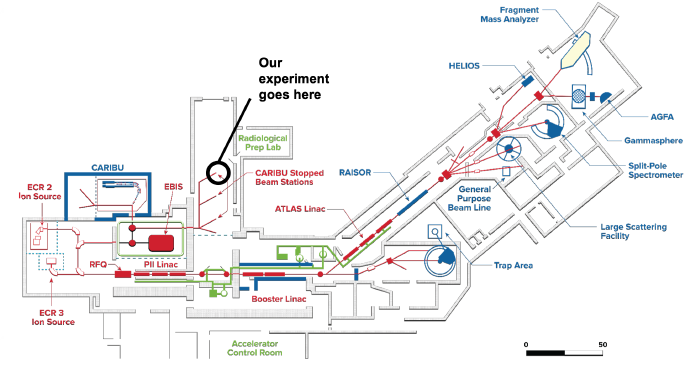 Fragment
Mass Analyzer
Our
experiment
goes here
HELIOS
AGFA
Radiological
Prep Lab
Gammasphere
CARIBU
CARIBU Stopped
Beam Stations
RAISOR
Split-Pole
Spectrometer
ECR 2
Ion Source
EBIS
General
Purpose
Beam Line
ATLAS Linac
Large Scattering
Facility
RFQ
PII Linac
Trap Area
Booster Linac
ECR 3
Ion Source
Accelerator
Control Room
0
50